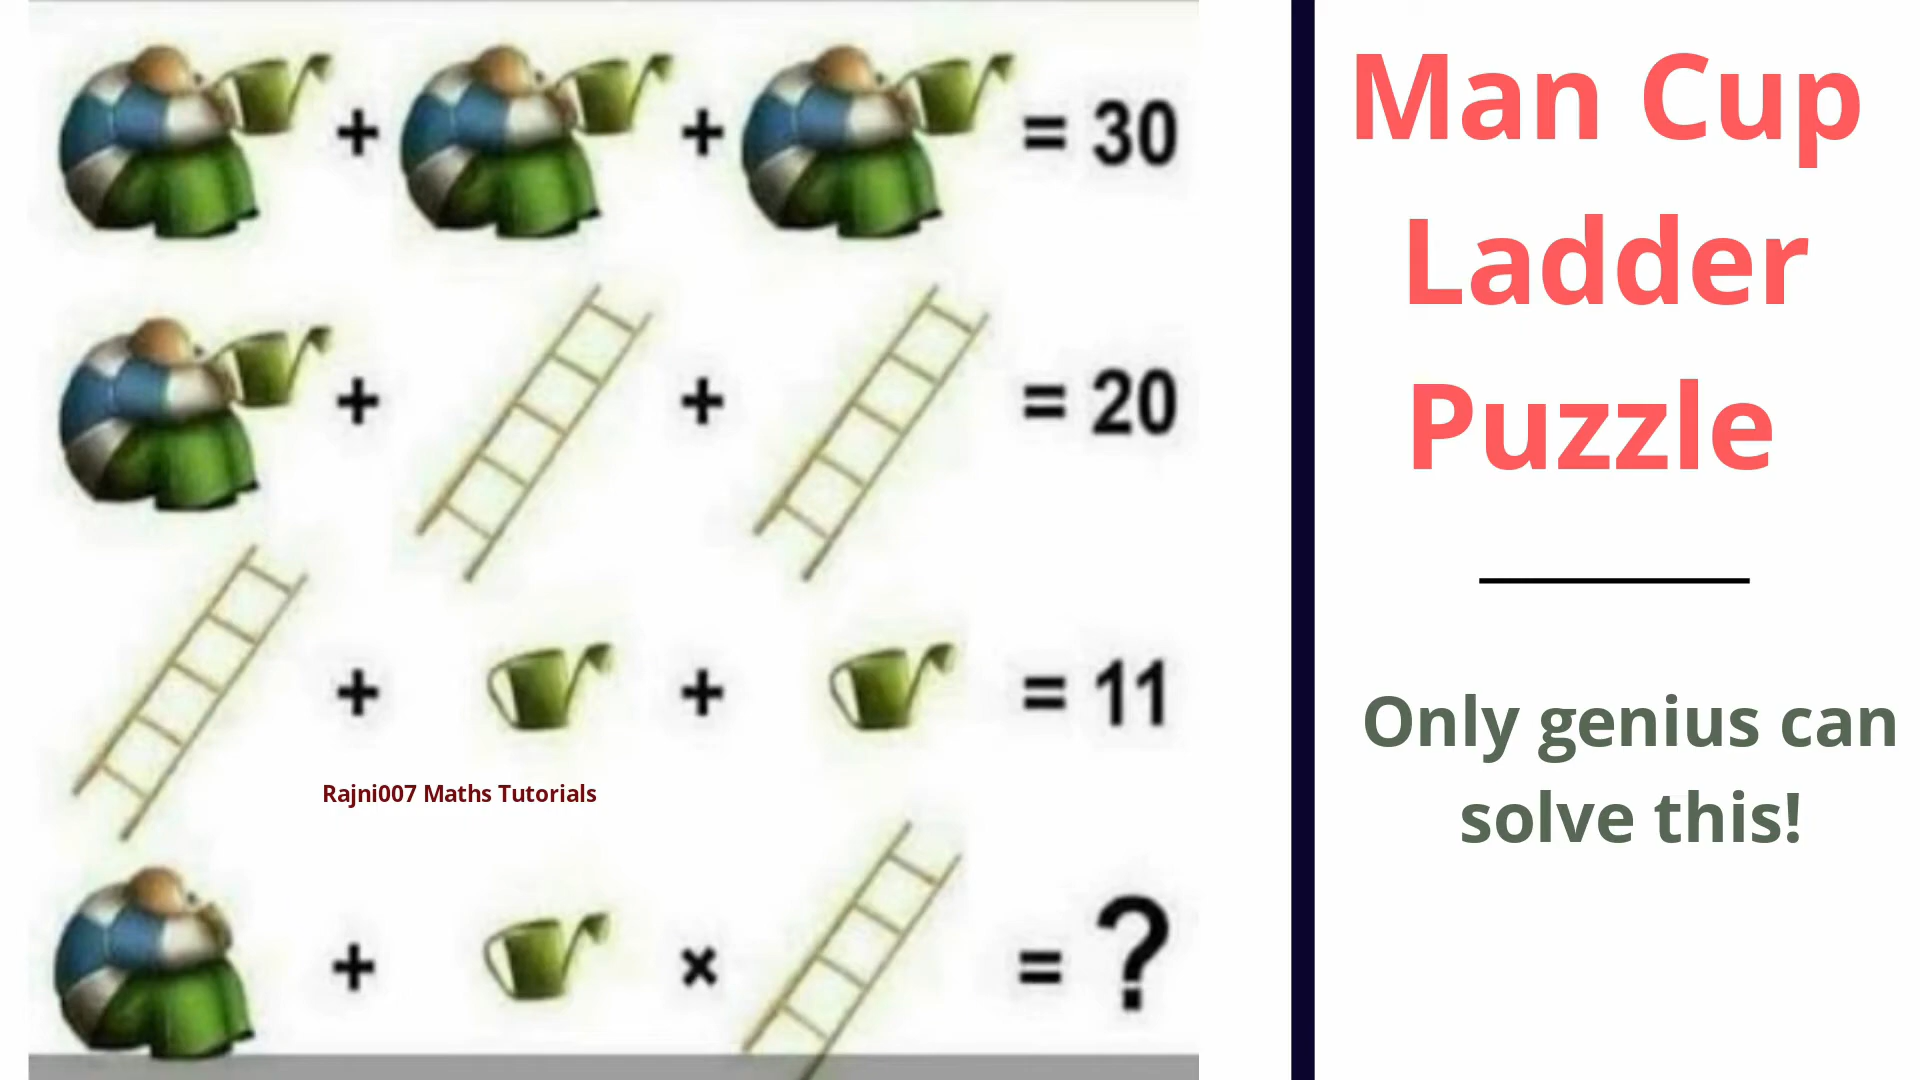 + + = 30
+ + = 20
+ + = 11
Rajni007 Maths Tutorials
+ × = ?
Man Cup
Ladder
Puzzle
Only genius can
solve this!